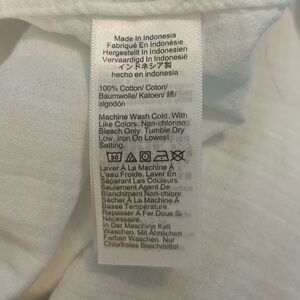 Made In Indonesia
Fabriqué En Indonésie
Hergestellt In Indonesien
Vervaardigd In Indonesië
インドネシア製
hecho en indonesia
100% Cotton/ Coton/
Baumwolle/ Katoen/ 綿/
algodón
Machine Wash Cold. With
Like Colors. Non-chlorine
Bleach Only. Tumble Dry
Low. Iron On Lowest
Setting.
30
Laver À La Machine À
L'eau Froide. Laver En
Séparant Les Couleurs.
Seulement Agent De
Blanchiment Non-chlore.
Sécher À La Machine À
Basse Température.
Repasser À Fer Doux Si
Nécessaire.
In Der Maschine Kalt
Waschen. Mit Ähnlichen
Farben Waschen. Nur
Chlorfreies Bleichmittel